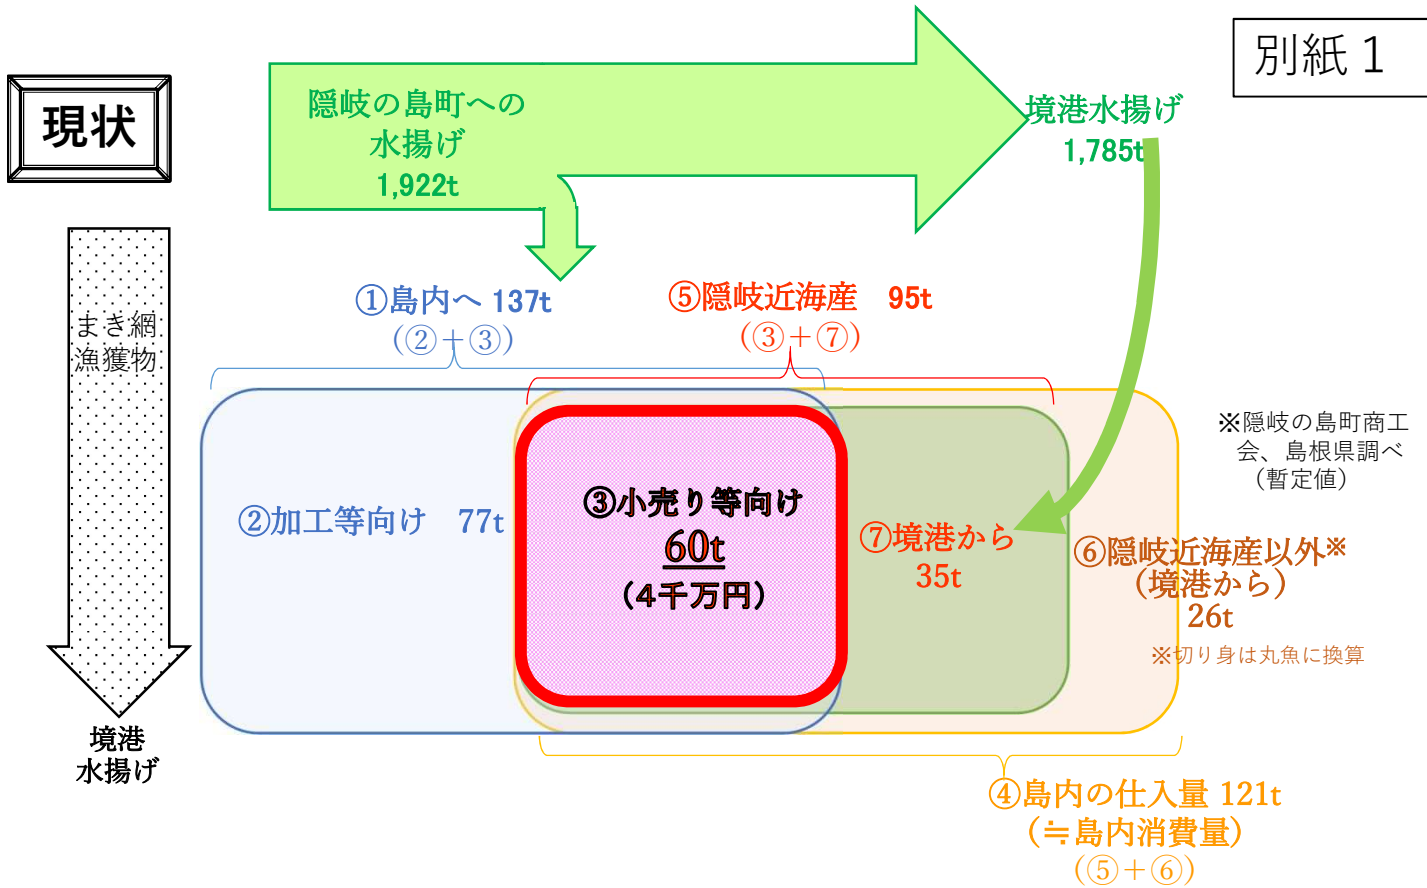 別紙１
現状
隠岐の島町への
水揚げ
1,922t
境港水揚げ
1,785t
まき網
漁獲物
境港
水揚げ
①島内へ 137t
(②＋③)
⑤隠岐近海産　95t
(③＋⑦)
②加工等向け　77t
③小売り等向け
60t
（4千万円）
⑦境港から
35t
⑥隠岐近海産以外※
（境港から）
26t
※切り身は丸魚に換算
※隠岐の島町商工
会、島根県調べ
（暫定値）
④島内の仕入量 121t
（≒島内消費量）
(⑤＋⑥)